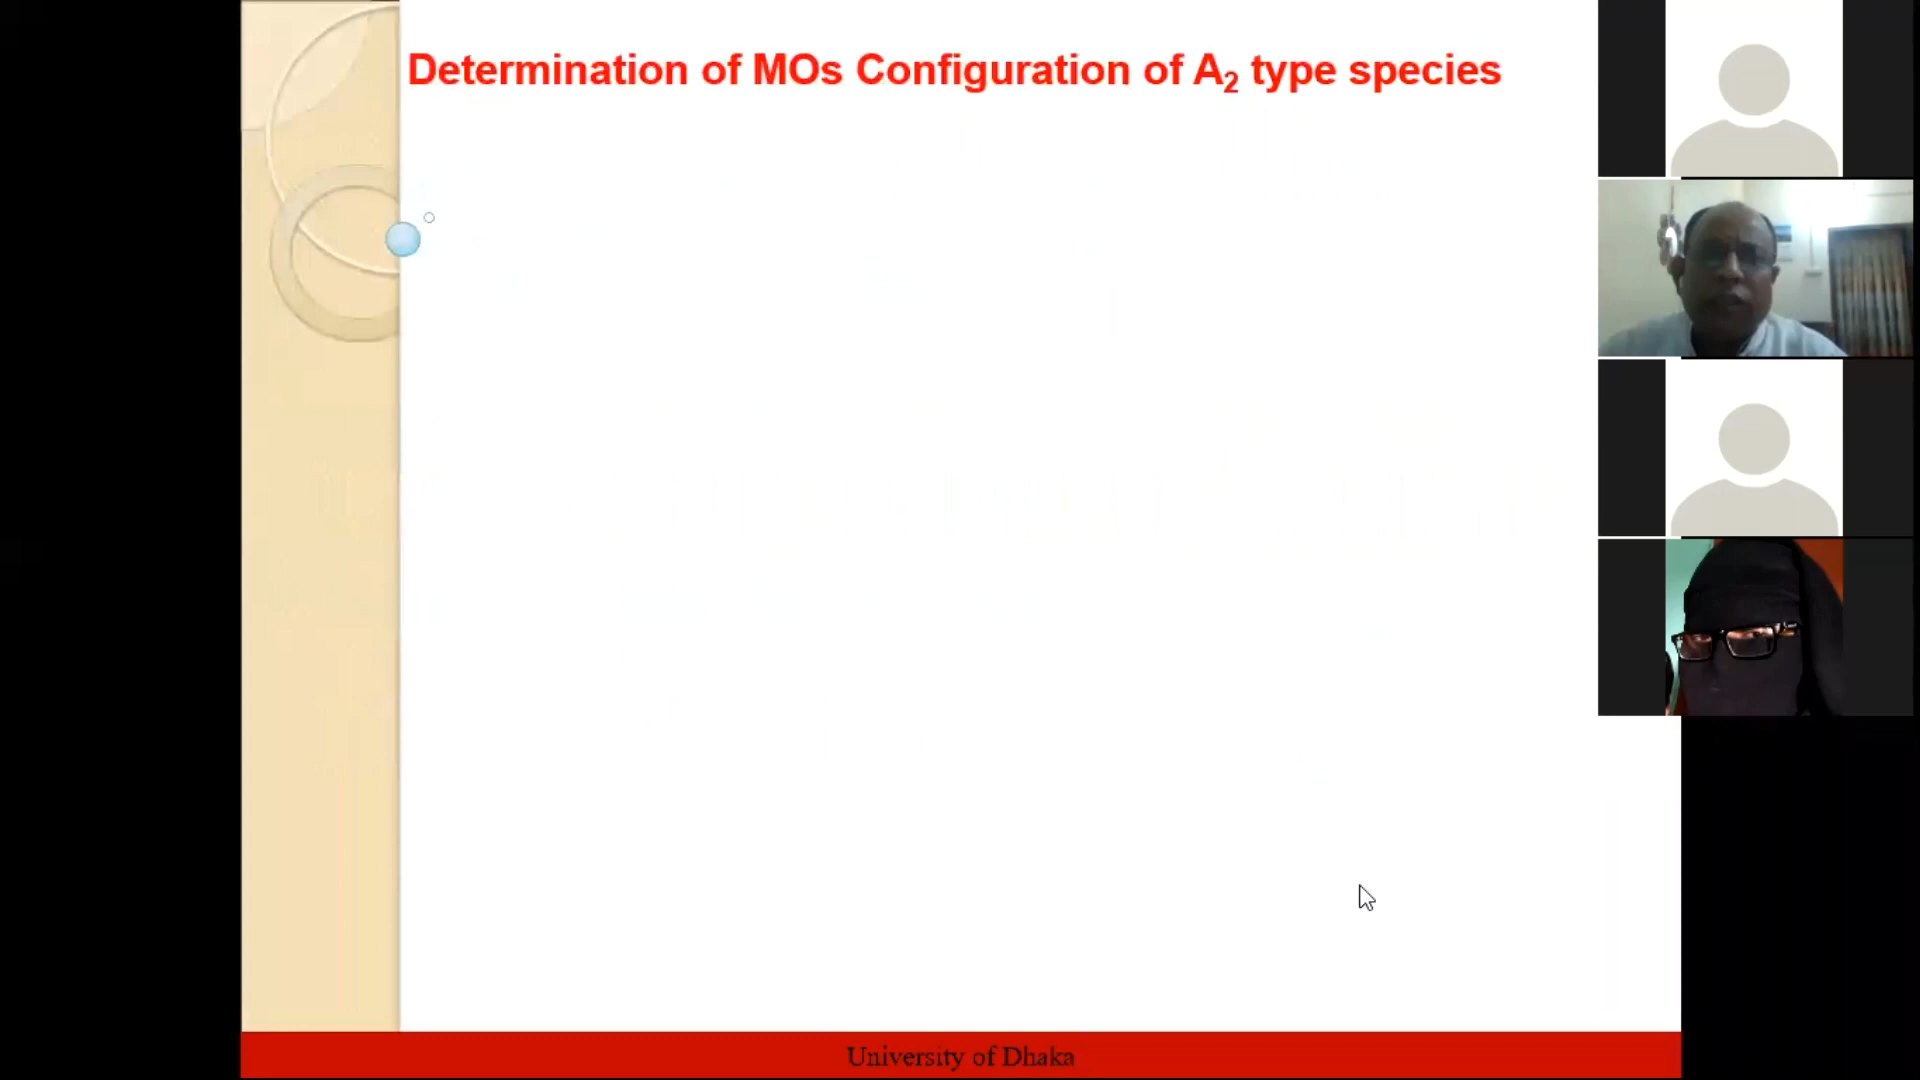 Determination of MOs Configuration of A₂ type species
University of Dhaka